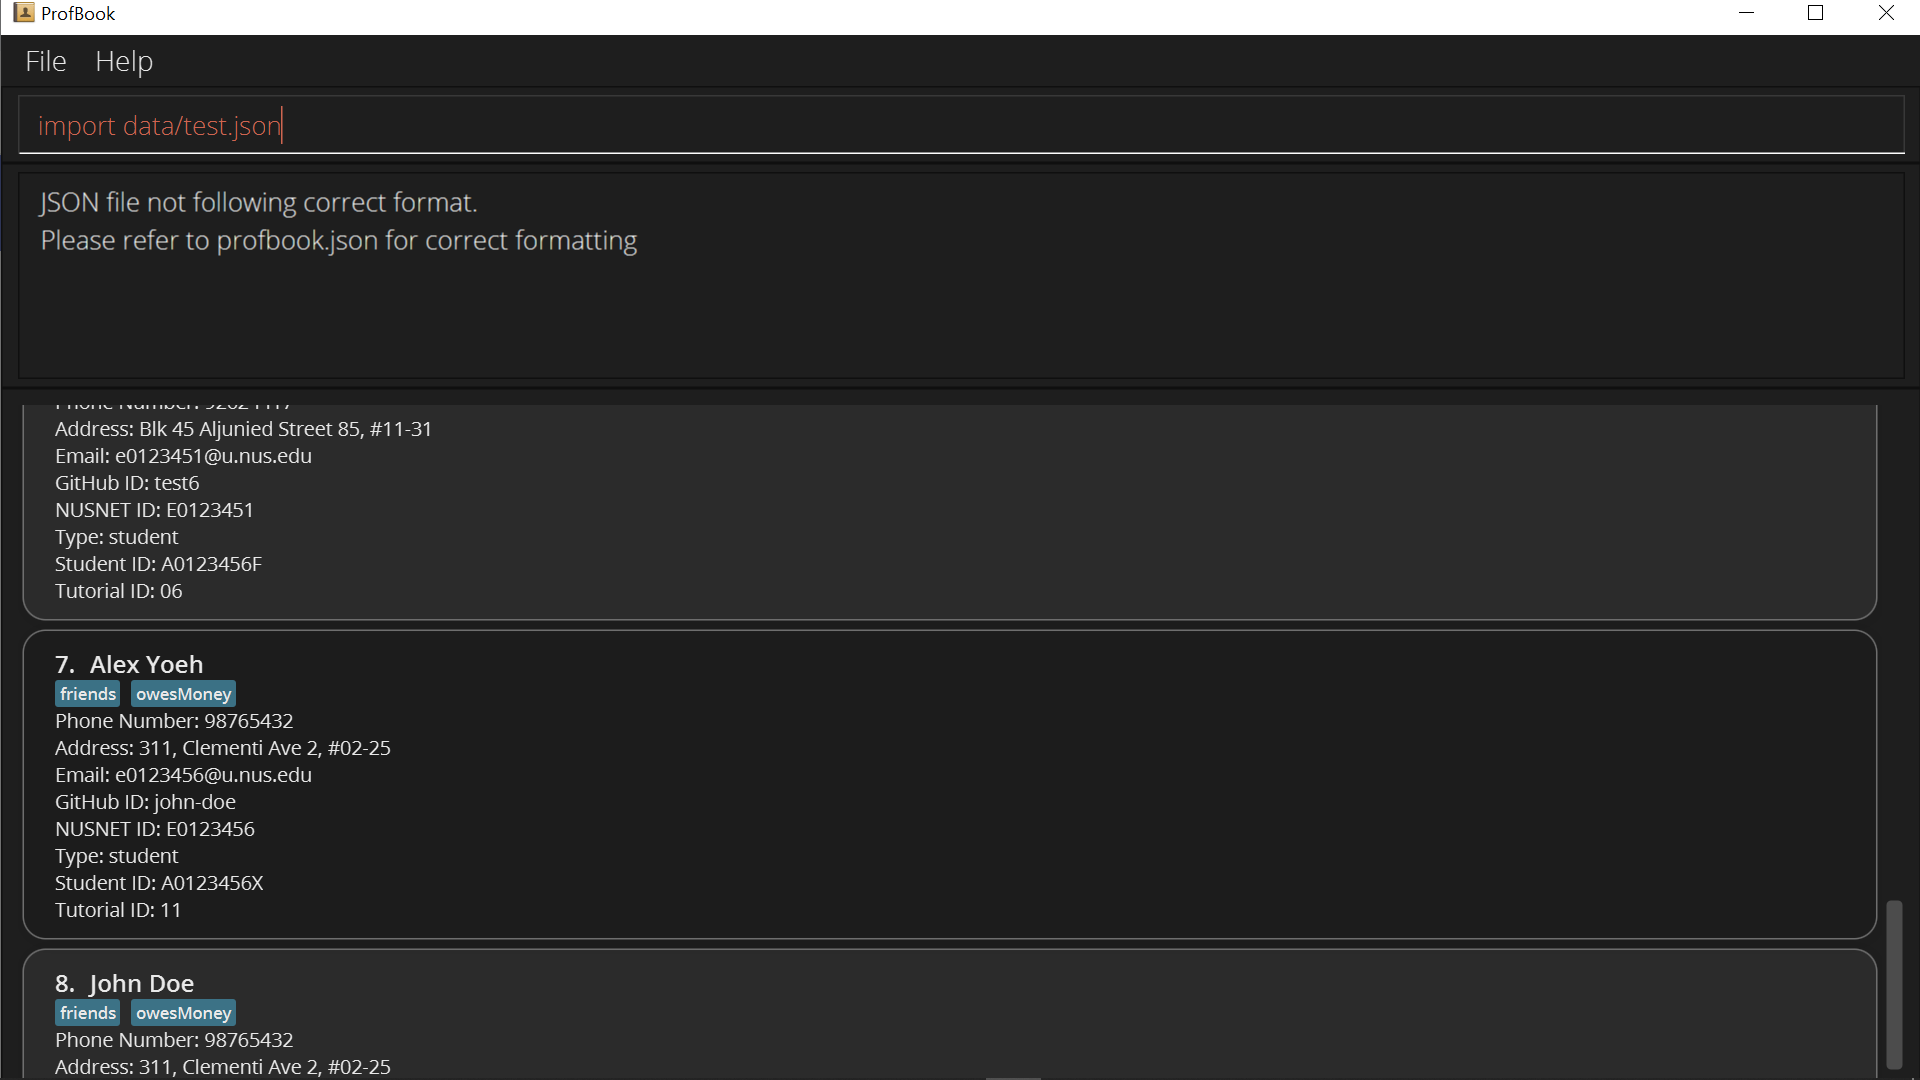 ProfBook
File Help
import data/test.json
JSON file not following correct format.
Please refer to profbook.json for correct formatting
Phone Number: 92624417
Address: Blk 45 Aljunied Street 85, #11-31
Email: e0123451@u.nus.edu
GitHub ID: test6
NUSNET ID: E0123451
Type: student
Student ID: A0123456F
Tutorial ID: 06
7. Alex Yoeh
friends owesMoney
Phone Number: 98765432
Address: 311, Clementi Ave 2, #02-25
Email: e0123456@u.nus.edu
GitHub ID: john-doe
NUSNET ID: E0123456
Type: student
Student ID: A0123456X
Tutorial ID: 11
8. John Doe
friends owesMoney
Phone Number: 98765432
Address: 311, Clementi Ave 2, #02-25